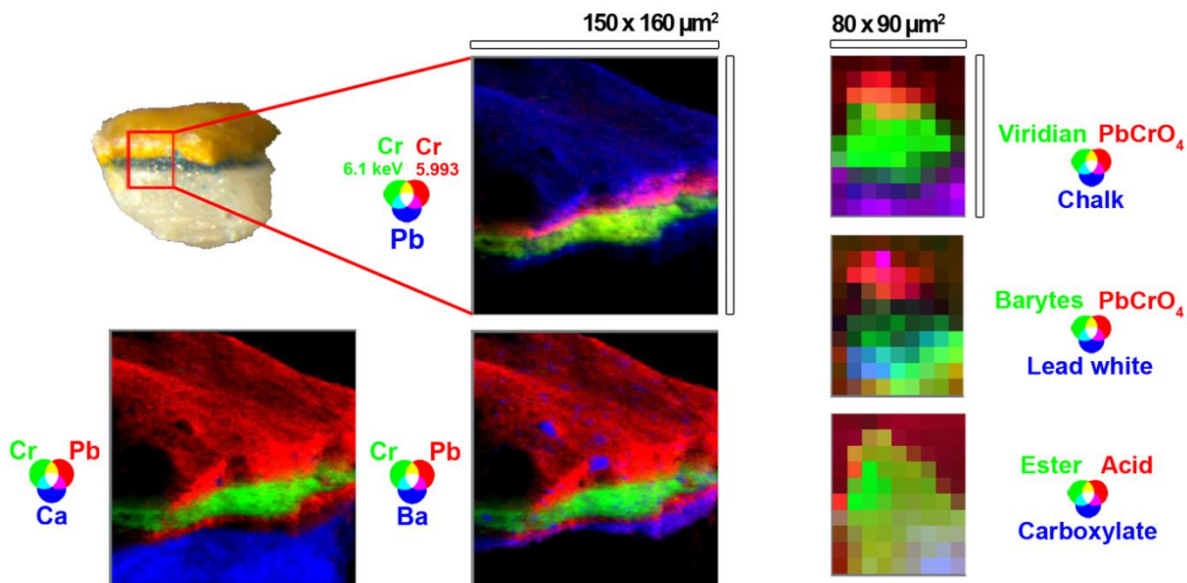 150 x 160 µm²
80 x 90 µm²
Cr Cr
6.1 keV 5.993
Pb
Viridian PbCrO₄
Chalk
Barytes PbCrO₄
Lead white
Cr Pb
Ca
Cr Pb
Ba
Ester Acid
Carboxylate